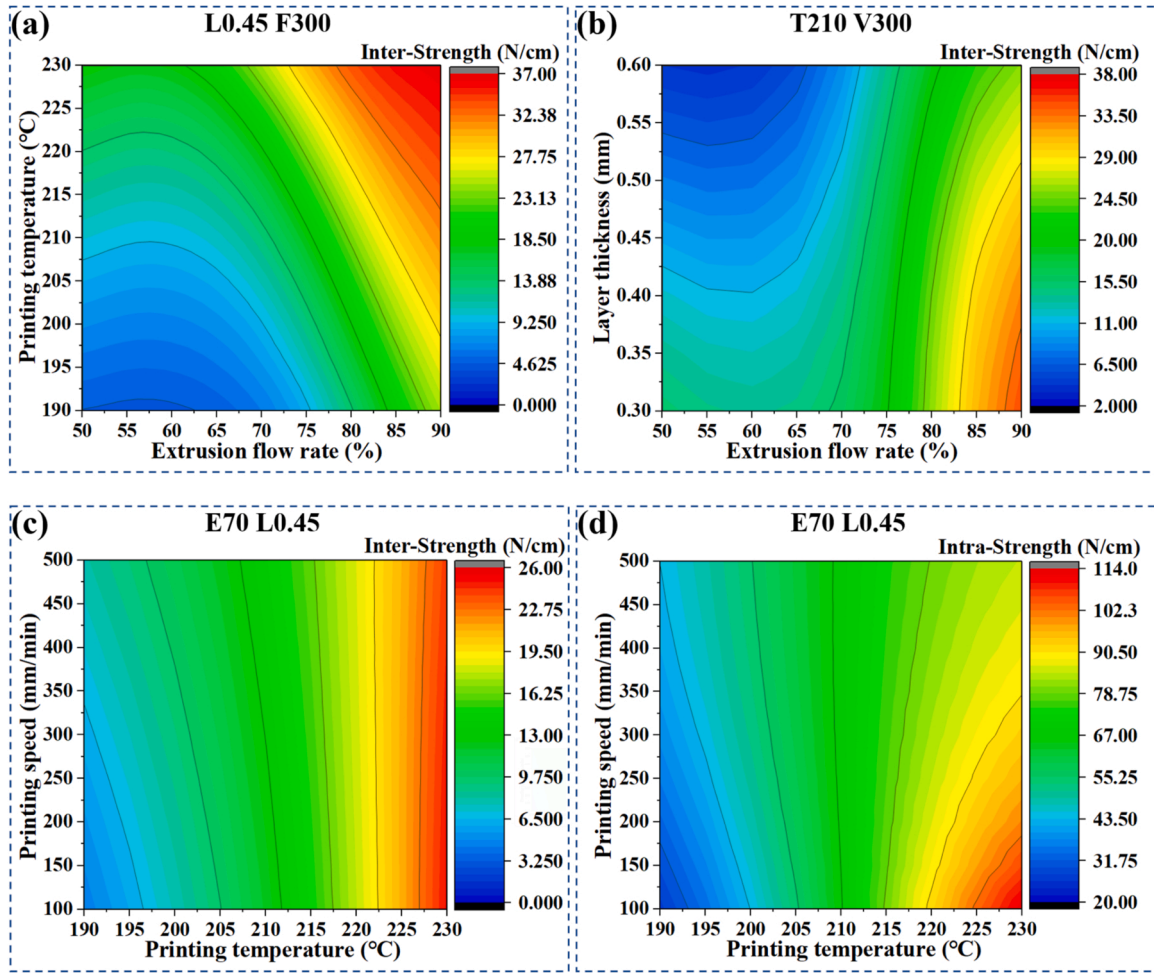 (a)
L0.45 F300
Inter-Strength (N/cm)
Printing temperature (°C)
230
225
220
215
210
205
200
195
190
50 55 60 65 70 75 80 85 90
Extrusion flow rate (%)
37.00
32.38
27.75
23.13
18.50
13.88
9.250
4.625
0.000
(b)
T210 V300
Inter-Strength (N/cm)
Layer thickness (mm)
0.60
0.55
0.50
0.45
0.40
0.35
0.30
50 55 60 65 70 75 80 85 90
Extrusion flow rate (%)
38.00
33.50
29.00
24.50
20.00
15.50
11.00
6.500
2.000
(c)
E70 L0.45
Inter-Strength (N/cm)
Printing speed (mm/min)
500
450
400
350
300
250
200
150
100
190 195 200 205 210 215 220 225 230
Printing temperature (°C)
26.00
22.75
19.50
16.25
13.00
9.750
6.500
3.250
0.000
(d)
E70 L0.45
Intra-Strength (N/cm)
Printing speed (mm/min)
500
450
400
350
300
250
200
150
100
190 195 200 205 210 215 220 225 230
Printing temperature (°C)
114.0
102.3
90.50
78.75
67.00
55.25
43.50
31.75
20.00